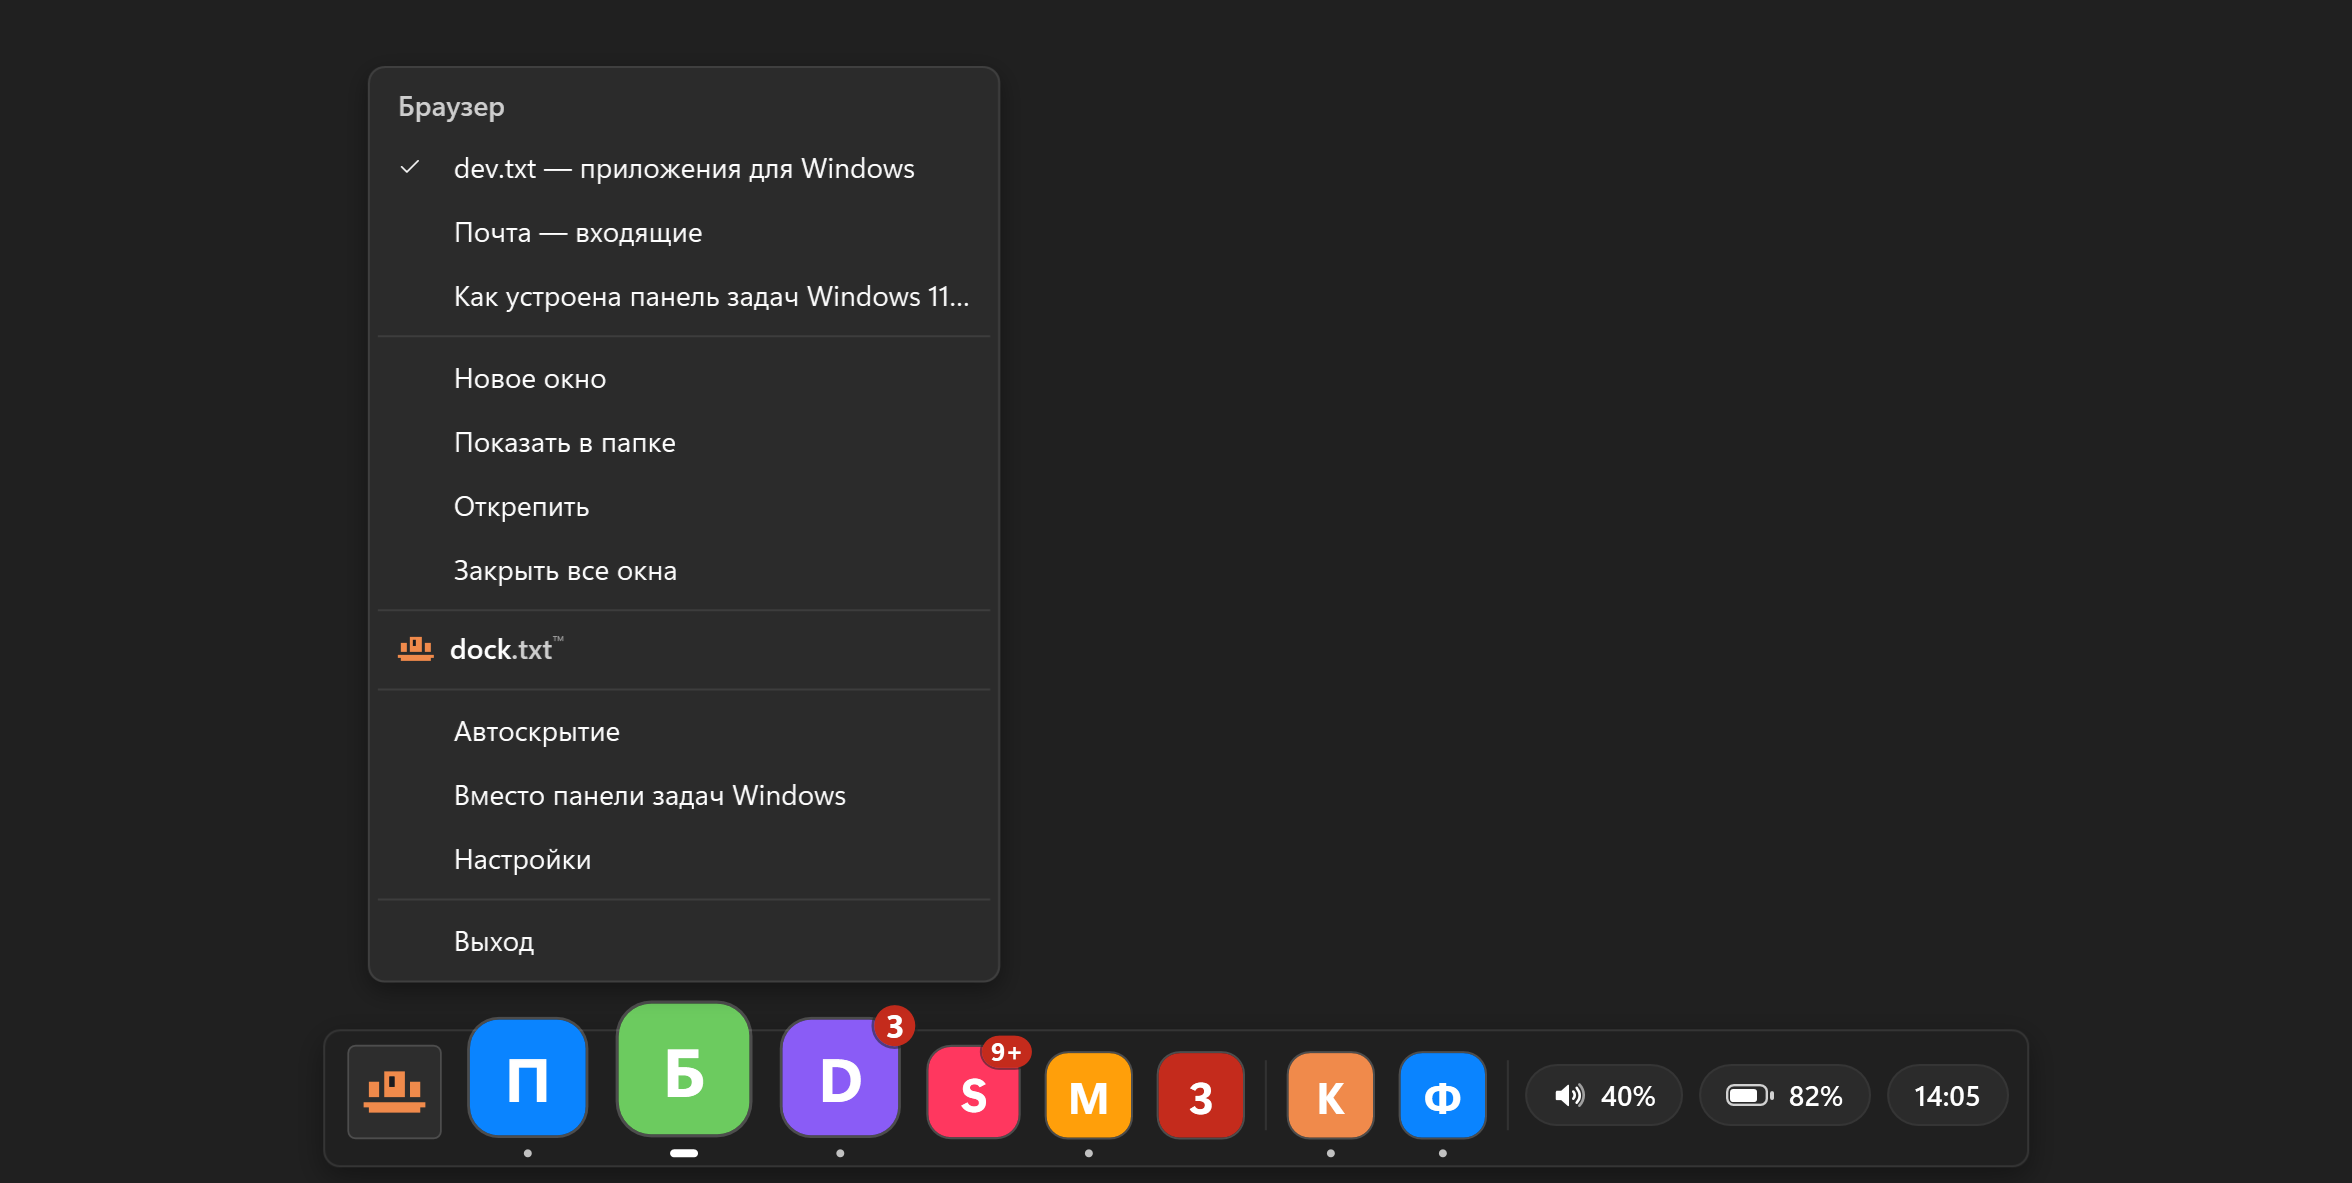 Браузер
dev.txt — приложения для Windows
Почта — входящие
Как устроена панель задач Windows 11...
Новое окно
Показать в папке
Открепить
Закрыть все окна
dock.txt™
Автоскрытие
Вместо панели задач Windows
Настройки
Выход
П Б D 3 S 9+ М З К Ф 40% 82% 14:05